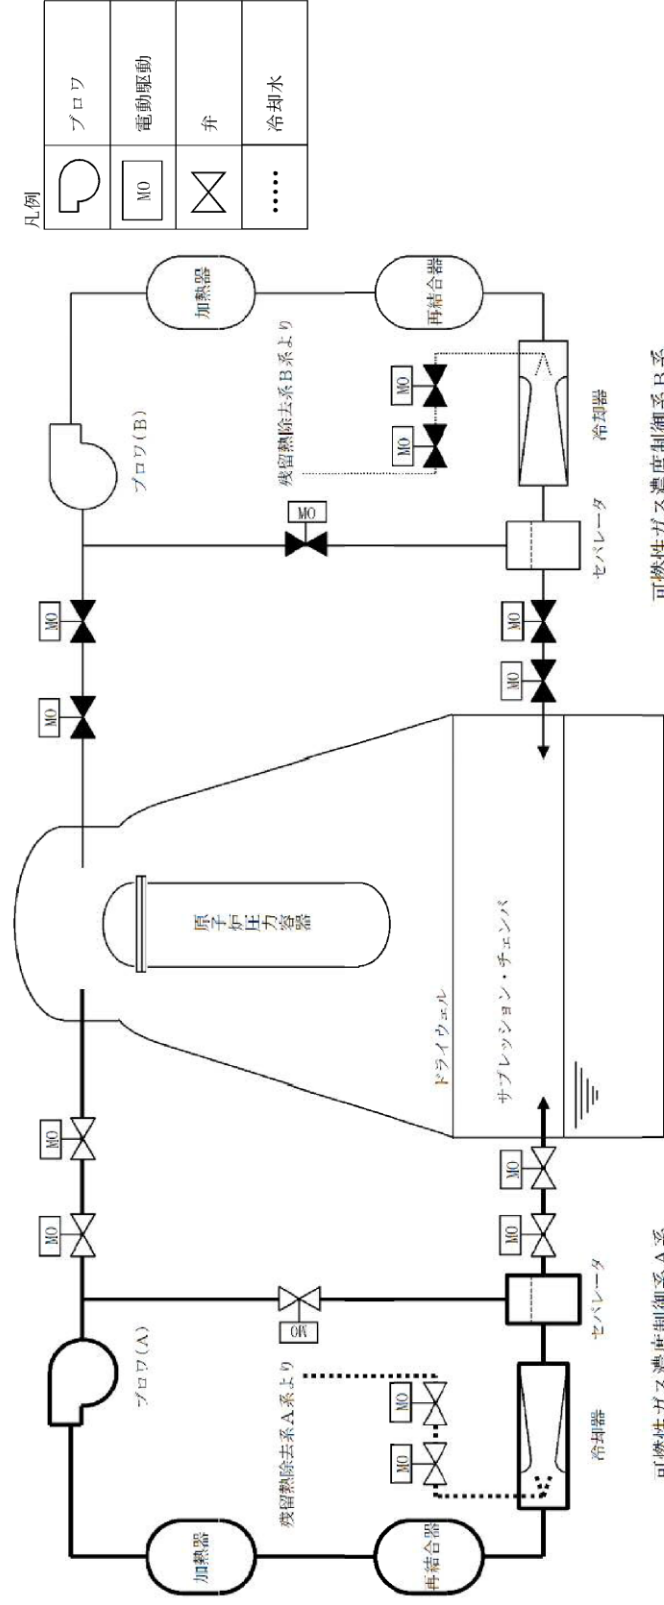 凡例
ブロワ
MO
電動駆動
弁
冷却水
ブロワ(A)
ブロワ(B)
MO
MO
MO
MO
加熱器
加熱器
原子炉圧力容器
MO
MO
残留熱除去系A系より
残留熱除去系B系より
MO
MO
MO
MO
再結合器
再結合器
ドライウェル
サプレッション・チェンバ
MO
MO
MO
MO
冷却器
セパレータ
セパレータ
冷却器
可燃性ガス濃度制御系A系
可燃性ガス濃度制御系B系